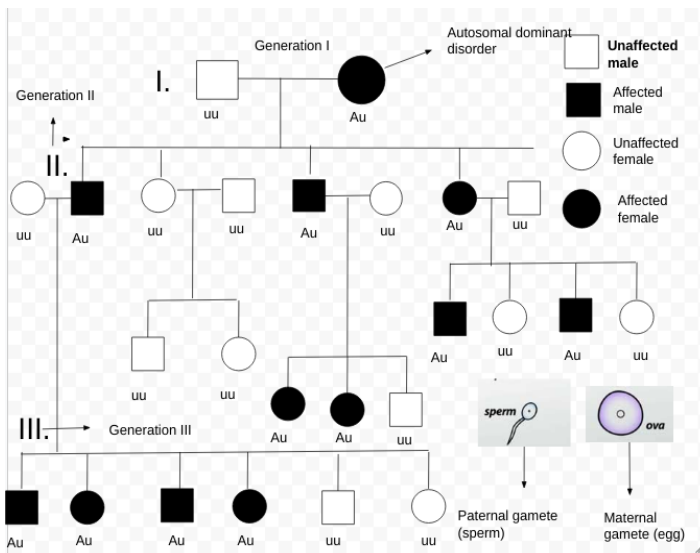 Generation I
Autosomal dominant
disorder
Unaffected
male
I.
uu
Au
Affected
male
Generation II
Unaffected
female
II.
Affected
female
uu
Au
uu
uu
Au
uu
Au
uu
Au
uu
Au
uu
uu
uu
Au
Au
uu
sperm
ova
III.
Generation III
Paternal gamete
(sperm)
Maternal
gamete (egg)
Au
Au
Au
Au
uu
uu